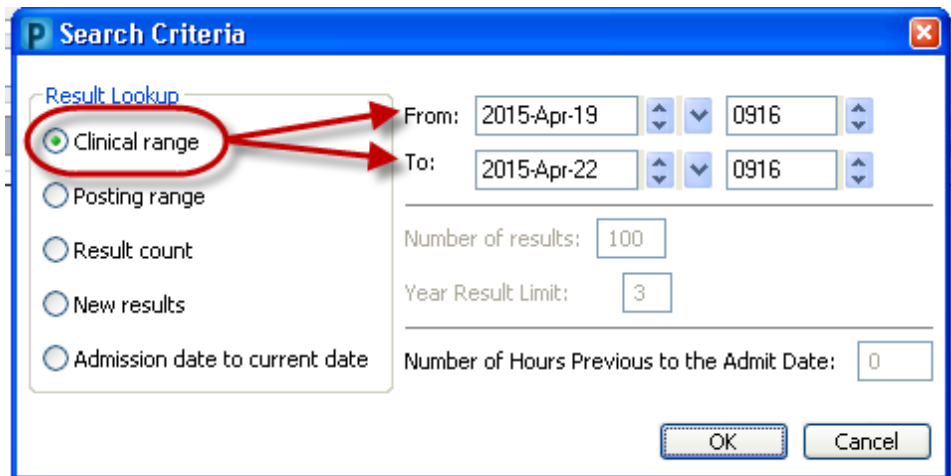 P Search Criteria
Result Lookup
Clinical range
Posting range
Result count
New results
Admission date to current date
From: 2015-Apr-19 0916
To: 2015-Apr-22 0916
Number of results: 100
Year Result Limit: 3
Number of Hours Previous to the Admit Date: 0
OK Cancel